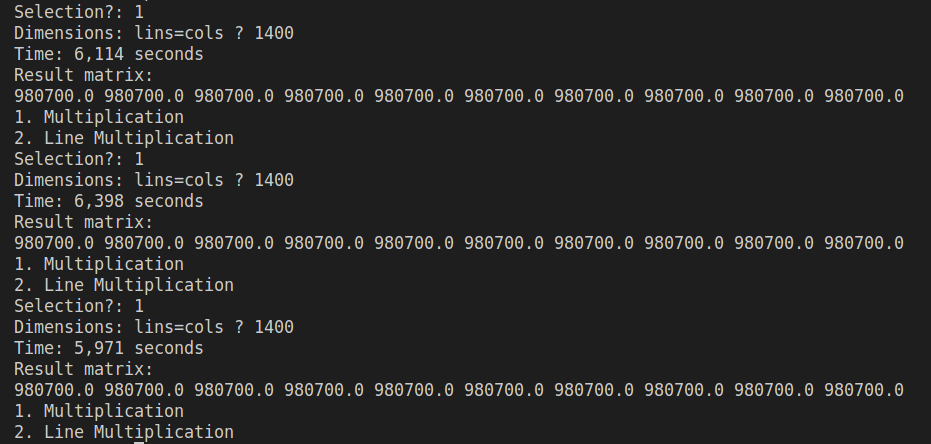 Selection?: 1
Dimensions: lins=cols ? 1400
Time: 6,114 seconds
Result matrix:
980700.0 980700.0 980700.0 980700.0 980700.0 980700.0 980700.0 980700.0 980700.0 980700.0
1. Multiplication
2. Line Multiplication
Selection?: 1
Dimensions: lins=cols ? 1400
Time: 6,398 seconds
Result matrix:
980700.0 980700.0 980700.0 980700.0 980700.0 980700.0 980700.0 980700.0 980700.0 980700.0
1. Multiplication
2. Line Multiplication
Selection?: 1
Dimensions: lins=cols ? 1400
Time: 5,971 seconds
Result matrix:
980700.0 980700.0 980700.0 980700.0 980700.0 980700.0 980700.0 980700.0 980700.0 980700.0
1. Multiplication
2. Line Multiplication